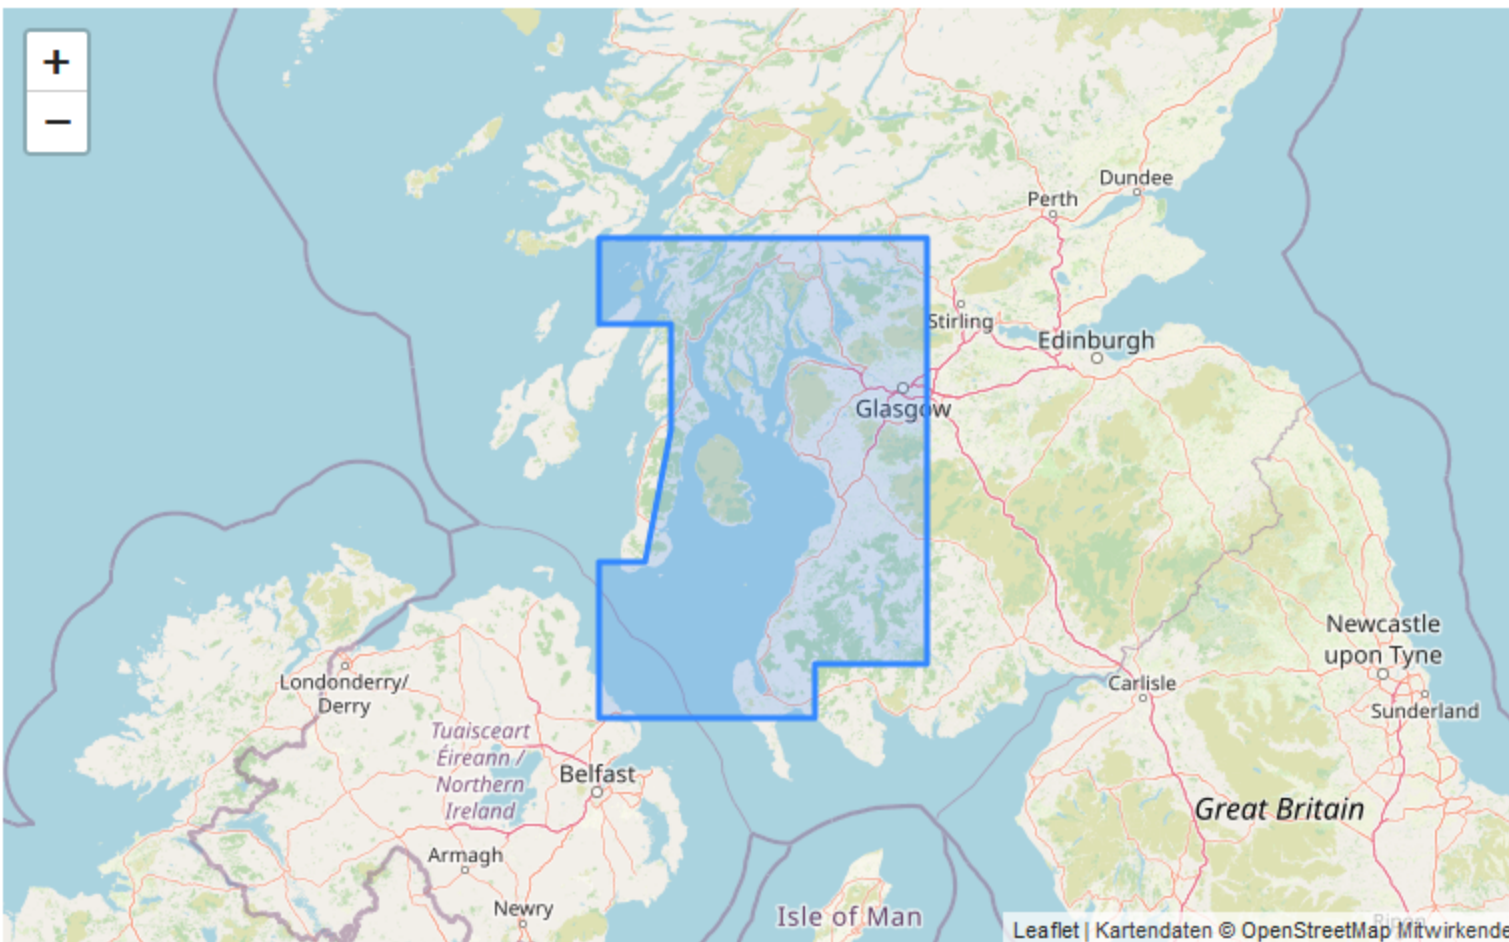 +
−
Dundee
Perth
Stirling
Edinburgh
Glasgow
Newcastle
upon Tyne
Londonderry/
Derry
Carlisle
Sunderland
Tuaisceart
Éireann /
Northern
Ireland
Belfast
Great Britain
Armagh
Newry
Isle of Man
Ripon
Leaflet | Kartendaten © OpenStreetMap Mitwirkende